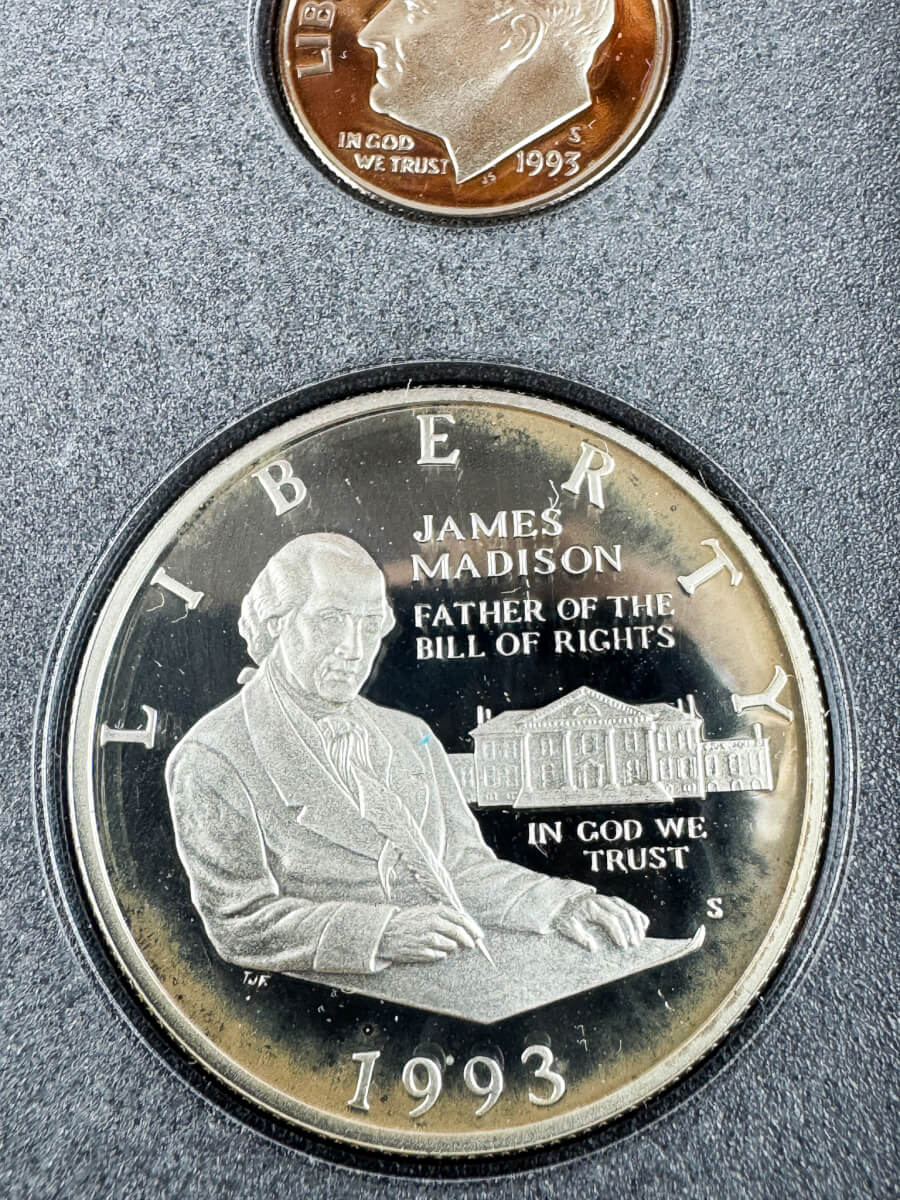 LIB
IN GOD
WE TRUST
JS
S
1993
LIBERTY
JAMES
MADISON
FATHER OF THE
BILL OF RIGHTS
IN GOD WE
TRUST
S
TJF
1993